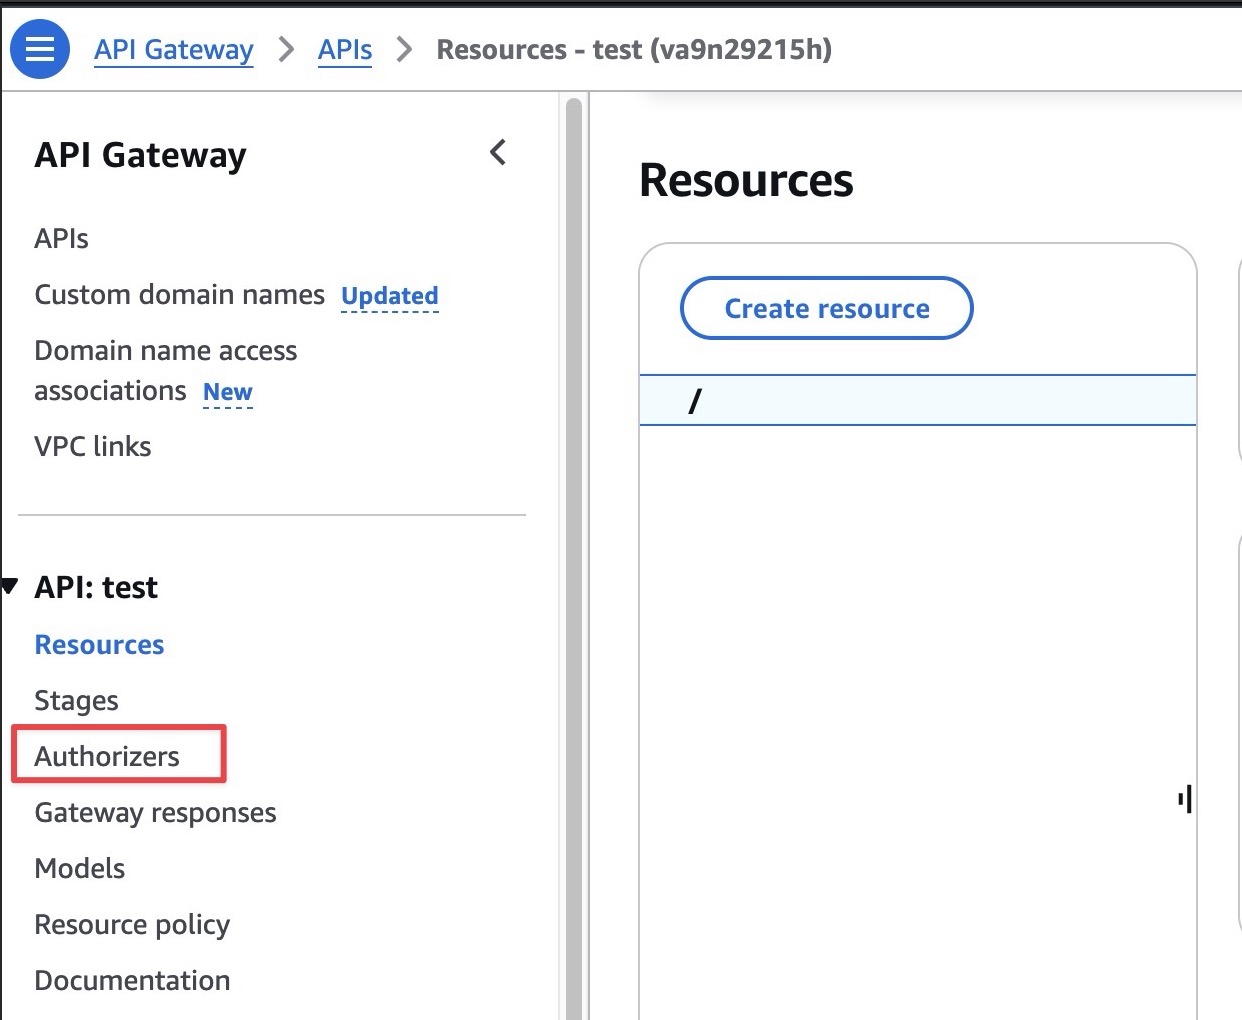 API Gateway > APIs > Resources - test (va9n29215h)
API Gateway
APIs
Custom domain names Updated
Domain name access
associations New
VPC links
API: test
Resources
Stages
Authorizers
Gateway responses
Models
Resource policy
Documentation
Resources
Create resource
/